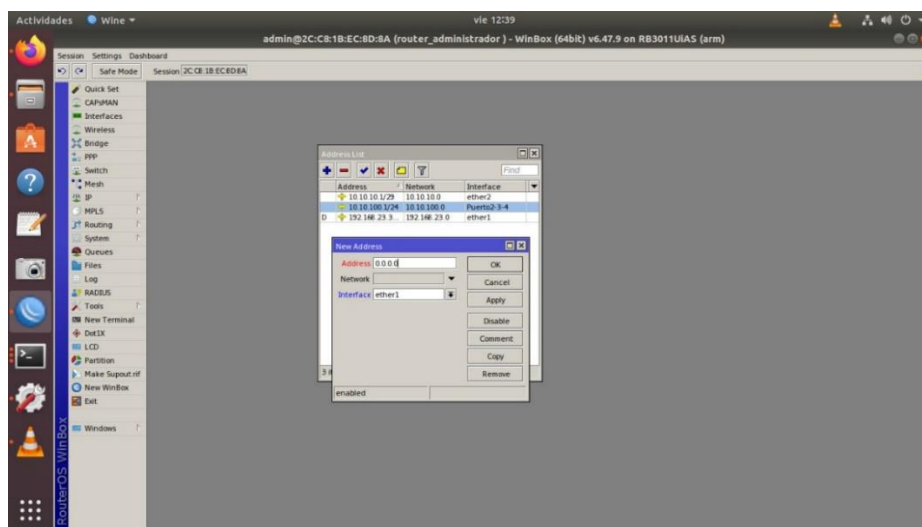 Actividades Wine vie 12:39
admin@2C:C8:1B:EC:8D:8A (router_administrador ) - WinBox (64bit) v6.47.9 on RB3011UiAS (arm)
Session Settings Dashboard
Safe Mode Session: 2C:C8:1B:EC:8D:8A
Quick Set
CAPsMAN
Interfaces
Wireless
Bridge
PPP
Switch
Mesh
IP
MPLS
Routing
System
Queues
Files
Log
RADIUS
Tools
New Terminal
Dot1X
LCD
Partition
Make Supout.rif
New WinBox
Exit
Windows
RouterOS WinBox
Address List
Find
Address Network Interface
10.10.10.1/29 10.10.10.0 ether2
10.10.100.1/24 10.10.100.0 Puerto2-3-4
D 192.168.23.3... 192.168.23.0 ether1
New Address
Address: 0.0.0.0
Network:
Interface: ether1
OK
Cancel
Apply
Disable
Comment
Copy
Remove
enabled